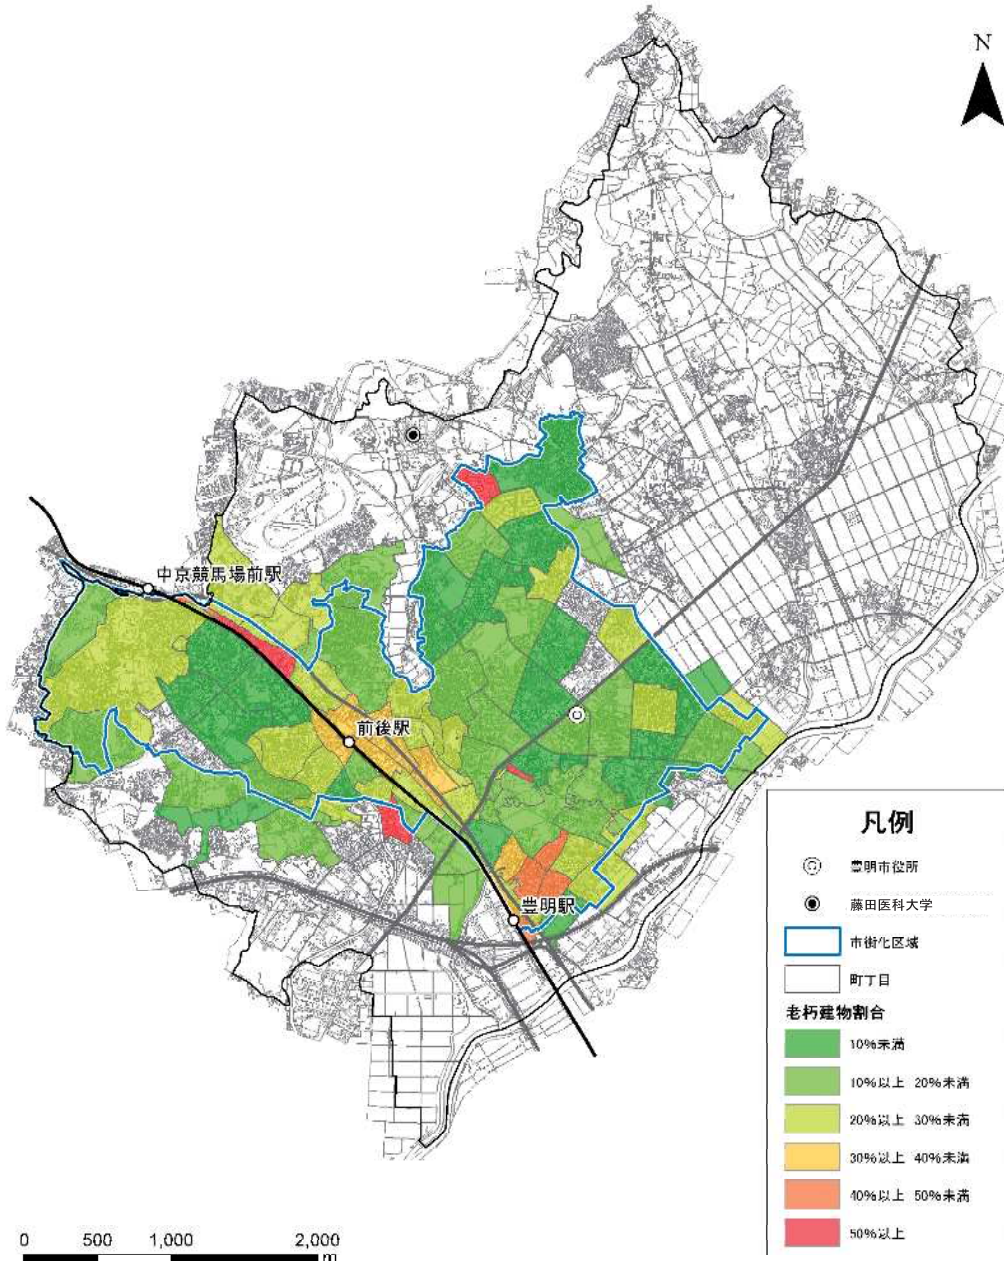 N
中京競馬場前駅
前後駅
豊明駅
凡例
豊明市役所
藤田医科大学
市街化区域
町丁目
老朽建物割合
10%未満
10%以上 20%未満
20%以上 30%未満
30%以上 40%未満
40%以上 50%未満
50%以上
0 500 1,000 2,000
m